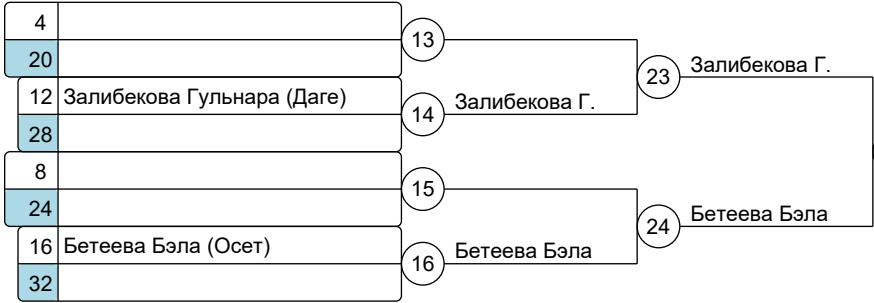 4
13
20
23 Залибекова Г.
12 Залибекова Гульнара (Даге)
14 Залибекова Г.
28
8
15
24
24 Бетеева Бэла
16 Бетеева Бэла (Осет)
16 Бетеева Бэла
32